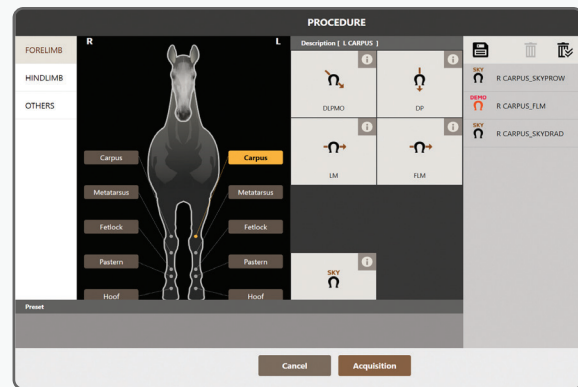 PROCEDURE
FORELIMB
HINDLIMB
OTHERS
R
L
Carpus
Carpus
Metatarsus
Metatarsus
Fetlock
Fetlock
Pastern
Pastern
Hoof
Hoof
Description [ L CARPUS ]
DLPMO
DP
LM
FLM
SKY
SKY
R CARPUS_SKYPROW
DEMO
R CARPUS_FLM
SKY
R CARPUS_SKYDRAD
Preset
Cancel
Acquisition